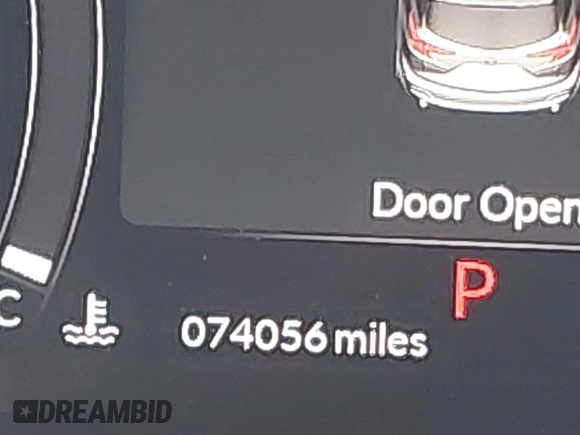 Door Open
P
C
074056 miles
DREAMBID